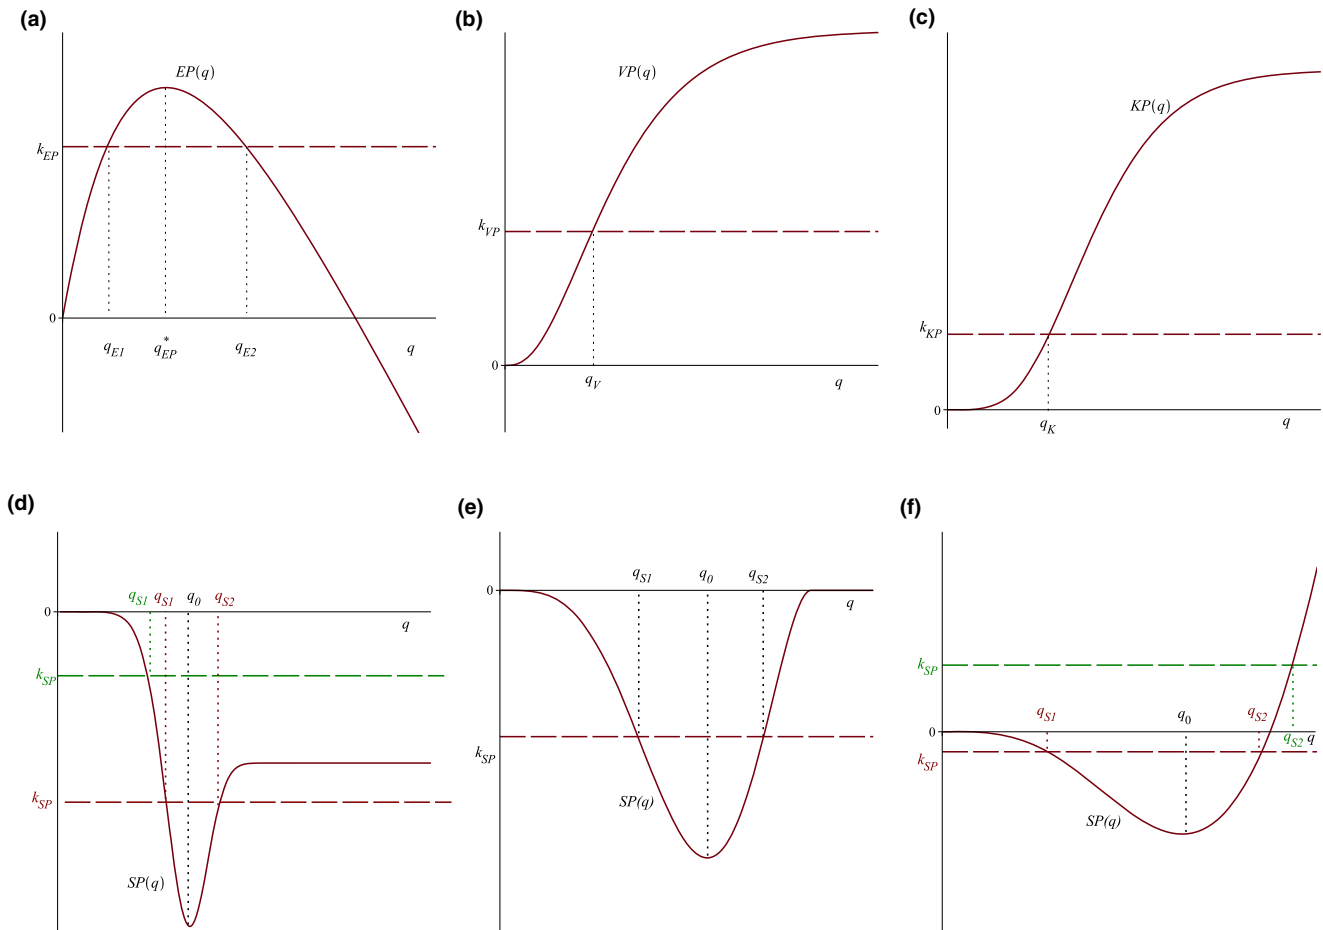 (a)
EP(q)
k_EP
0
q_E1
q*_EP
q_E2
q
(b)
VP(q)
k_VP
0
q_V
q
(c)
KP(q)
k_KP
0
q_K
q
(d)
q_S1
q_S1
q_0
q_S2
0
q
k_SP
k_SP
SP(q)
(e)
q_S1
q_0
q_S2
0
q
k_SP
SP(q)
(f)
k_SP
q_S1
q_0
q_S2
0
q_S2
q
k_SP
SP(q)